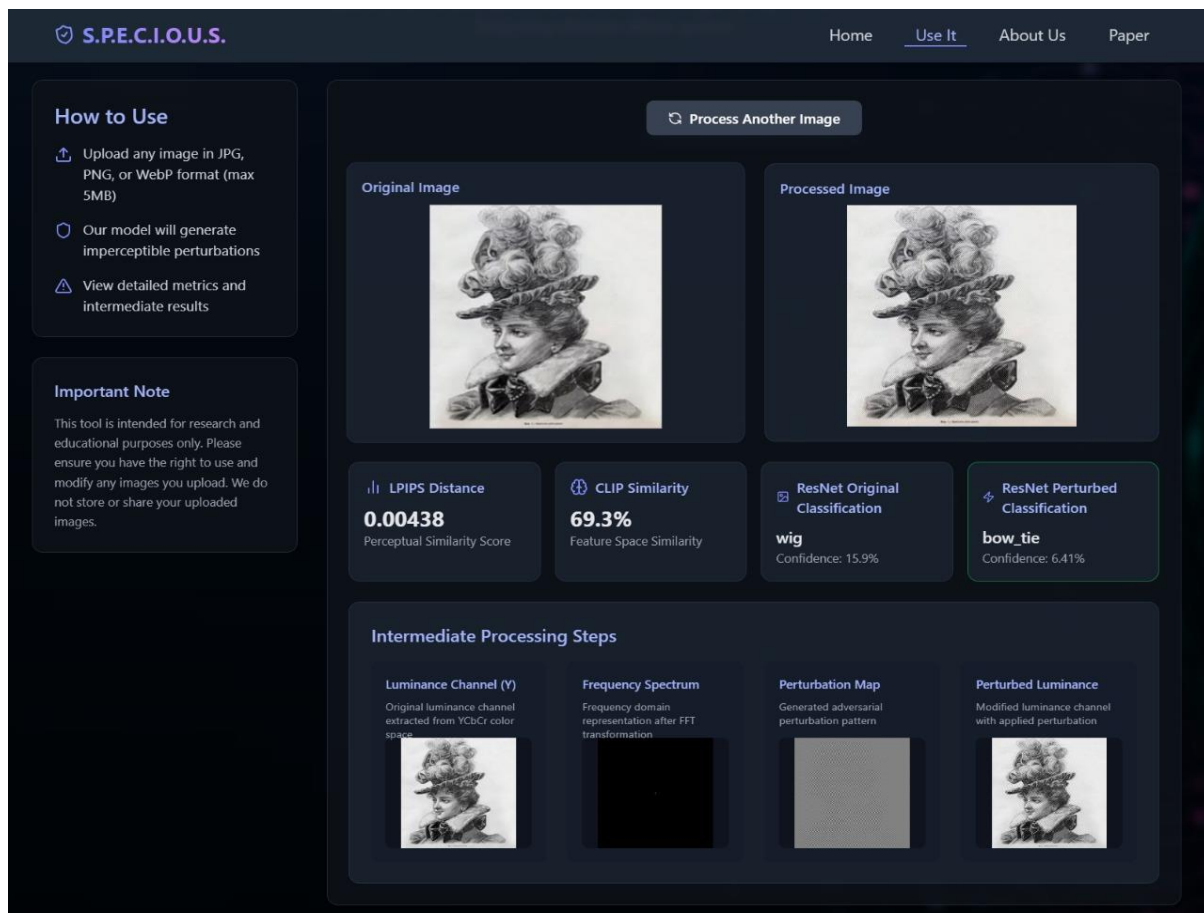 S.P.E.C.I.O.U.S.
Home
Use It
About Us
Paper
How to Use
Upload any image in JPG,
PNG, or WebP format (max
5MB)
Our model will generate
imperceptible perturbations
View detailed metrics and
intermediate results
Important Note
This tool is intended for research and
educational purposes only. Please
ensure you have the right to use and
modify any images you upload. We do
not store or share your uploaded
images.
Process Another Image
Original Image
Processed Image
LPIPS Distance
0.00438
Perceptual Similarity Score
CLIP Similarity
69.3%
Feature Space Similarity
ResNet Original
Classification
wig
Confidence: 15.9%
ResNet Perturbed
Classification
bow_tie
Confidence: 6.41%
Intermediate Processing Steps
Luminance Channel (Y)
Original luminance channel
extracted from YCbCr color
space
Frequency Spectrum
Frequency domain
representation after FFT
transformation
Perturbation Map
Generated adversarial
perturbation pattern
Perturbed Luminance
Modified luminance channel
with applied perturbation